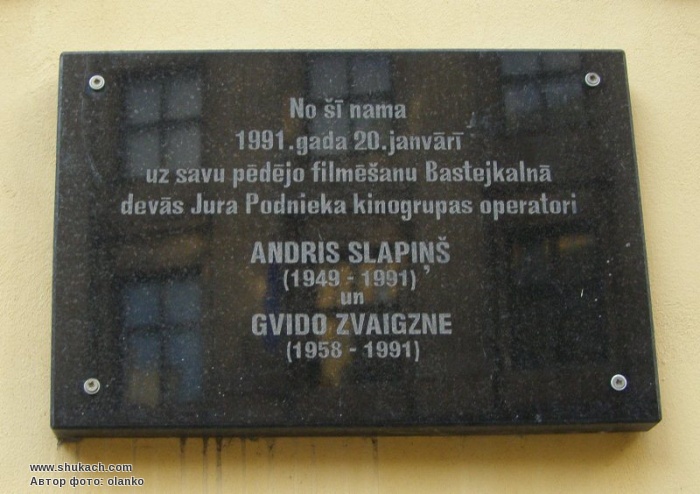 No šī nama
1991.gada 20.janvārī
uz savu pēdējo filmēšanu Bastejkalnā
devās Jura Podnieka kinogrupas operatori
ANDRIS SLAPIŅŠ
(1949 - 1991)
un
GVIDO ZVAIGZNE
(1958 - 1991)
www.shukach.com
Автор фото: olanko